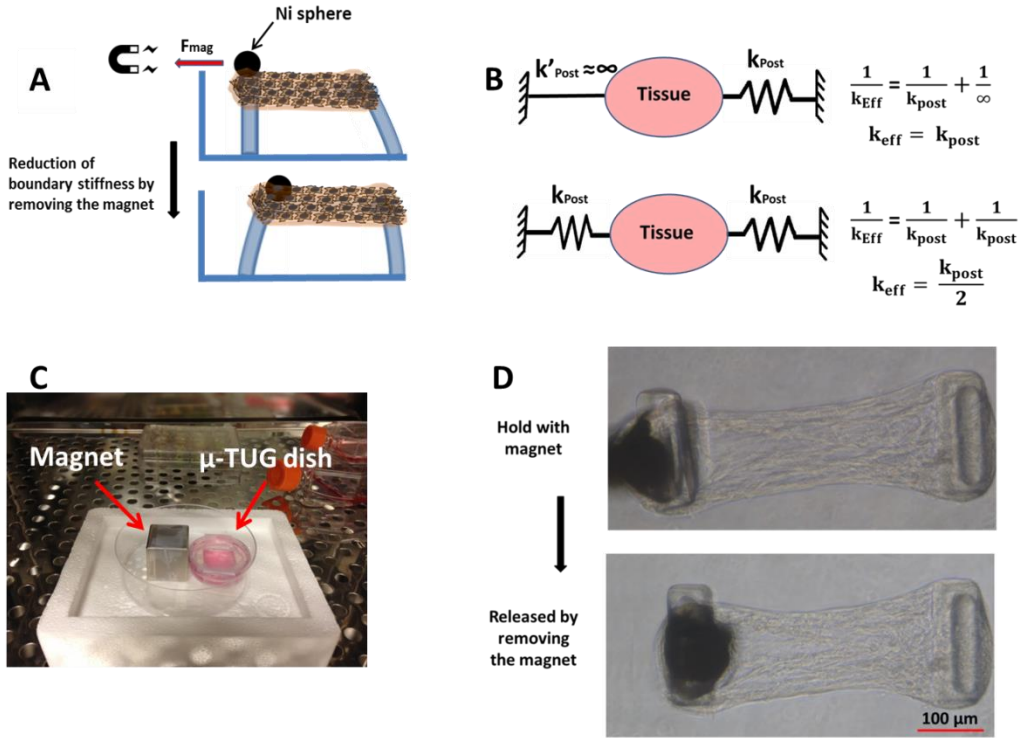 A
Ni sphere
Fmag
Reduction of
boundary stiffness by
removing the magnet
B
k'Post ≈∞
Tissue
kPost
1/kEff = 1/kpost + 1/∞
keff = kpost
kPost
Tissue
kPost
1/kEff = 1/kpost + 1/kpost
keff = kpost/2
C
Magnet
μ-TUG dish
D
Hold with
magnet
Released by
removing
the magnet
100 μm